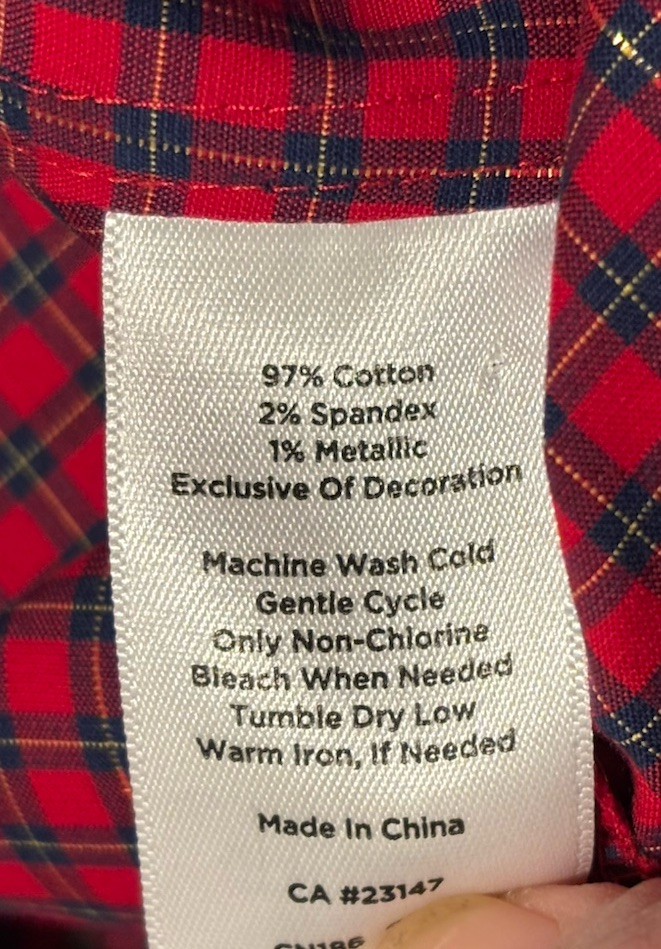 97% Cotton
2% Spandex
1% Metallic
Exclusive Of Decoration
Machine Wash Cold
Gentle Cycle
Only Non-Chlorine
Bleach When Needed
Tumble Dry Low
Warm Iron, If Needed
Made In China
CA #23147